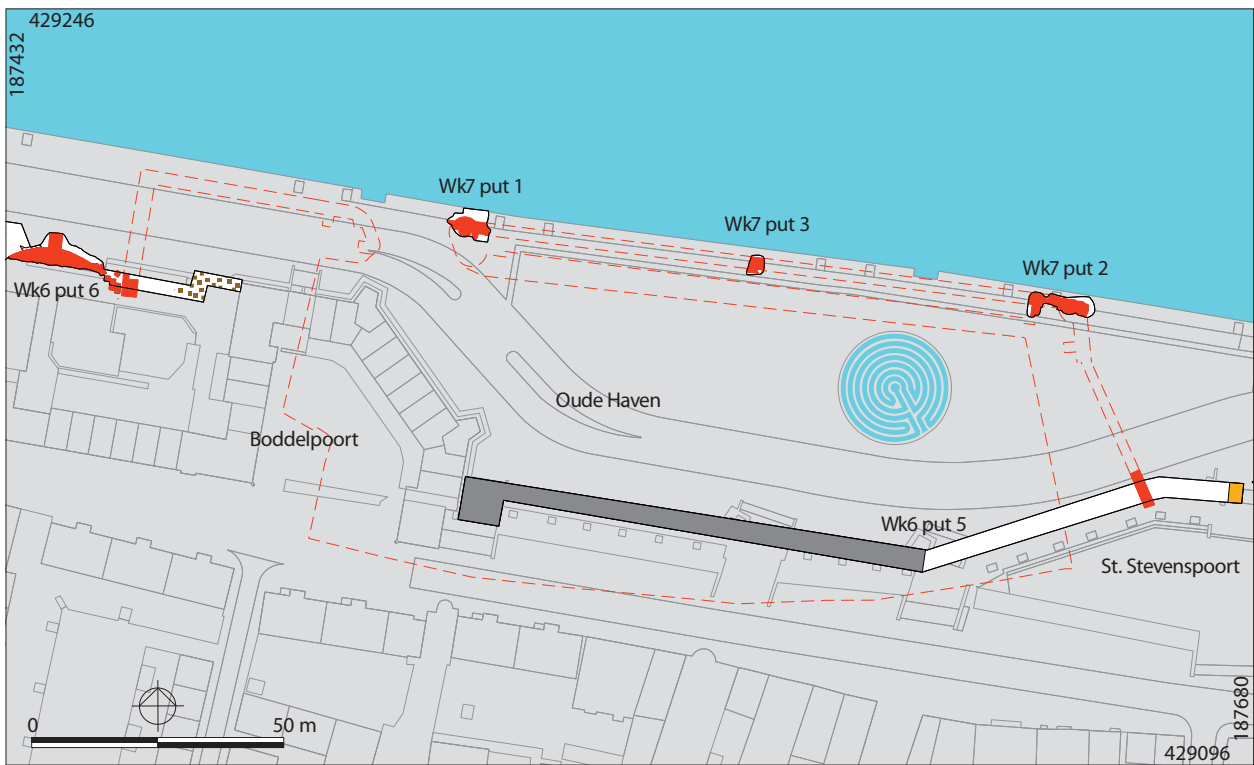 429246
187432
Wk7 put 1
Wk7 put 3
Wk7 put 2
Wk6 put 6
Oude Haven
Boddelpoort
Wk6 put 5
St. Stevenspoort
0 50 m
187680
429096